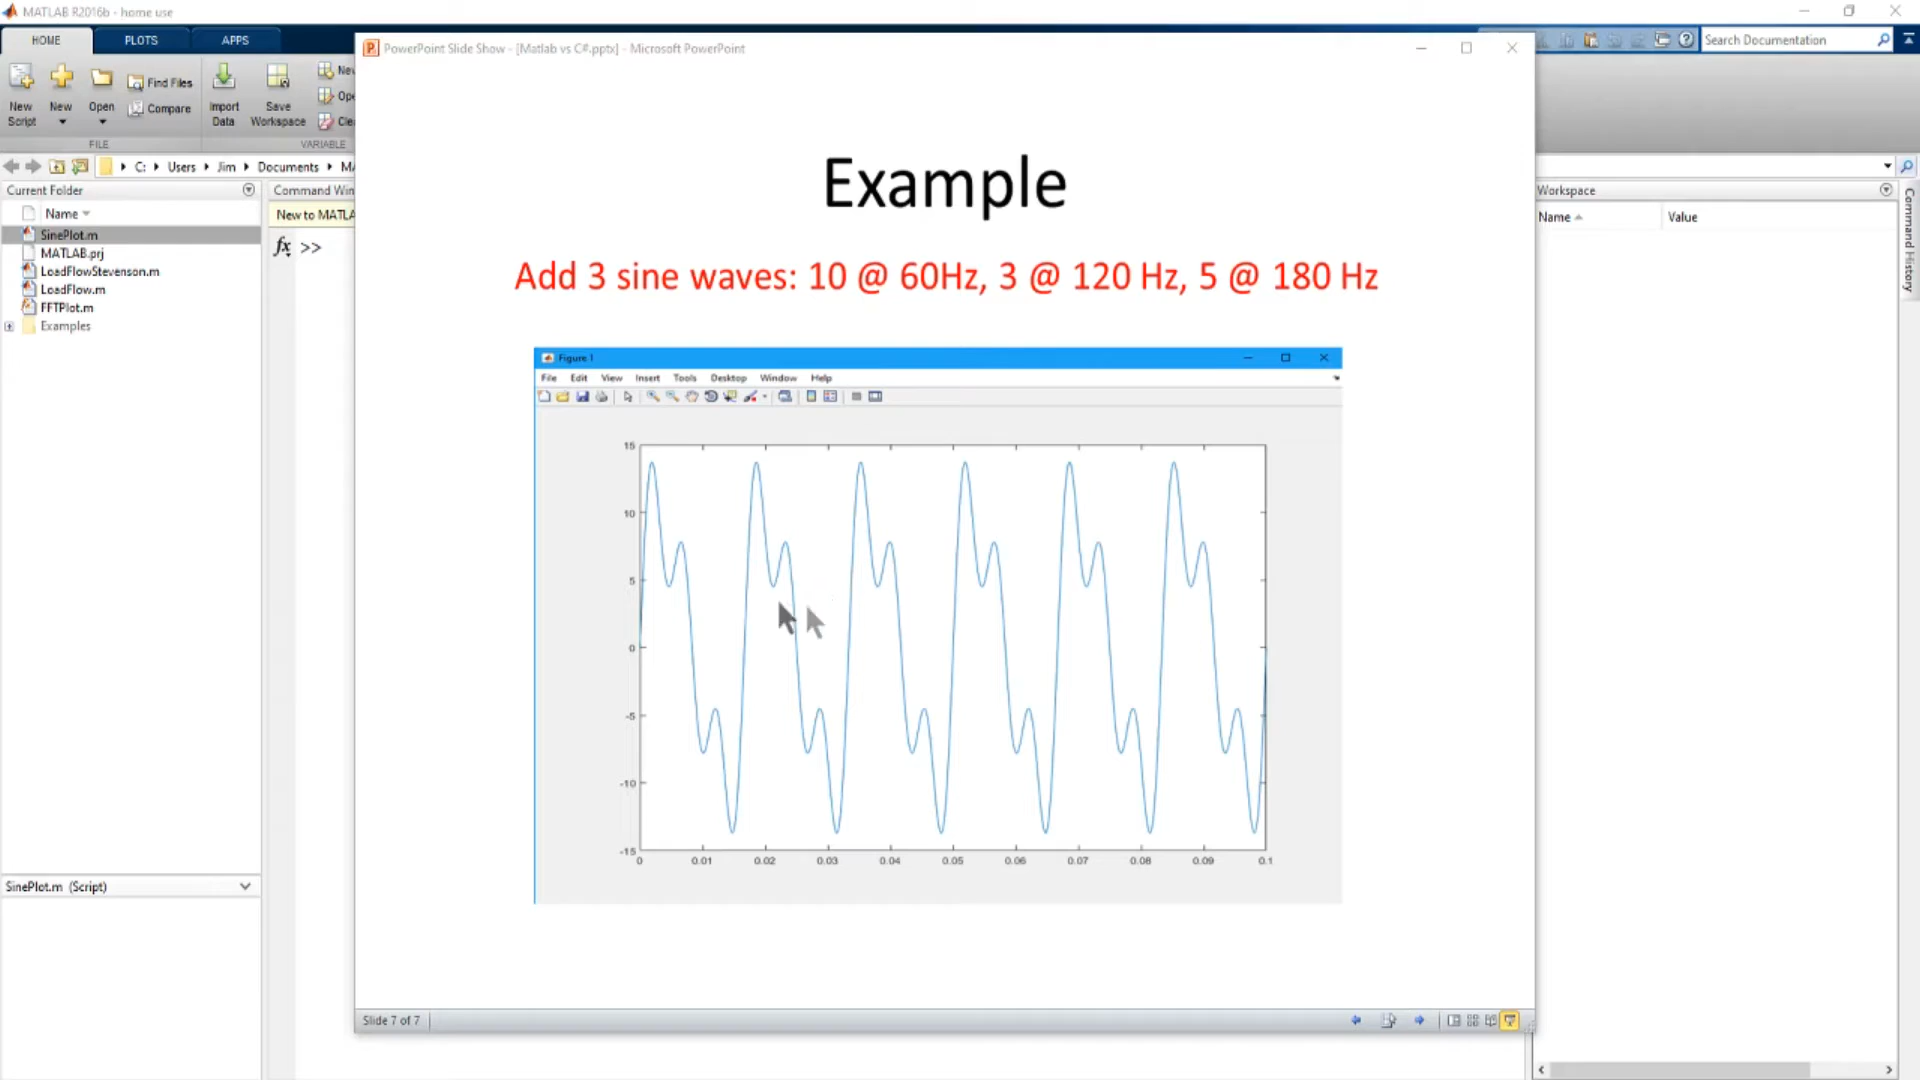 MATLAB R2016b - home use
HOME PLOTS APPS
Search Documentation
PowerPoint Slide Show - [Matlab vs C#.pptx] - Microsoft PowerPoint
New Script
New
Open
Find Files
Compare
Import Data
Save Workspace
New
FILE
VARIABLE
C: Users Jim Documents
Current Folder
Name
SinePlot.m
MATLAB.prj
LoadFlowStevenson.m
LoadFlow.m
FFTPlot.m
Examples
SinePlot.m (Script)
Command Win
New to MATLA
fx >>
Example
Add 3 sine waves: 10 @ 60Hz, 3 @ 120 Hz, 5 @ 180 Hz
Figure 1
File Edit View Insert Tools Desktop Window Help
15
10
5
0
-5
-10
-15
0 0.01 0.02 0.03 0.04 0.05 0.06 0.07 0.08 0.09 0.1
Slide 7 of 7
Workspace
Name Value
Command History